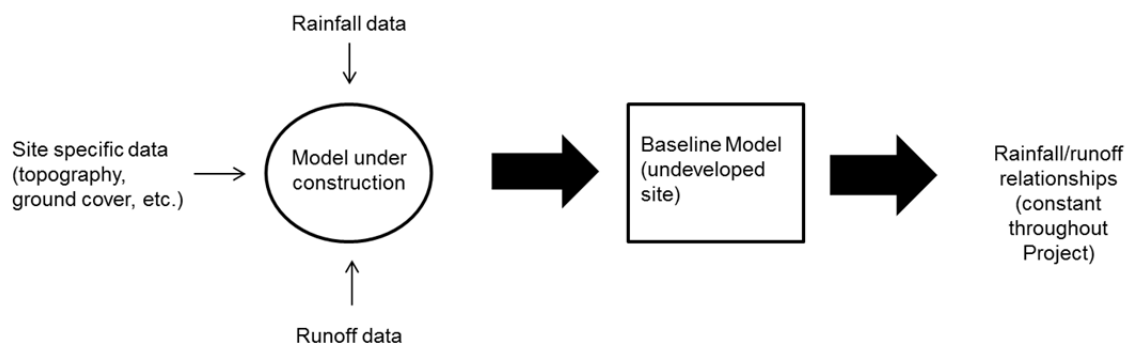 Rainfall data
Site specific data
(topography,
ground cover, etc.)
Model under
construction
Runoff data
Baseline Model
(undeveloped
site)
Rainfall/runoff
relationships
(constant
throughout
Project)